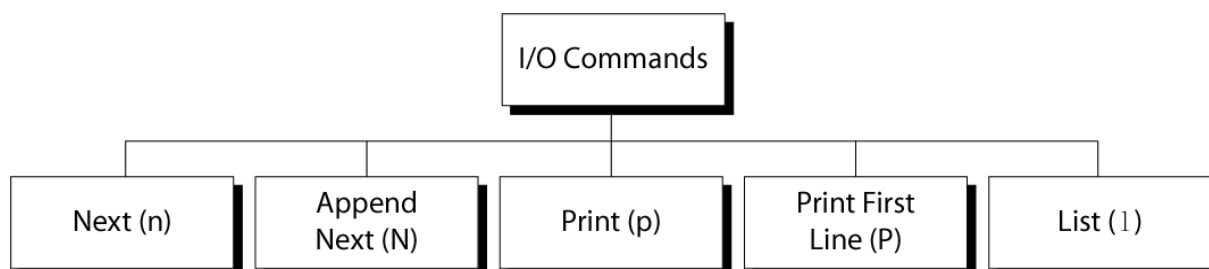 I/O Commands
Next (n)
Append
Next (N)
Print (p)
Print First
Line (P)
List (l)